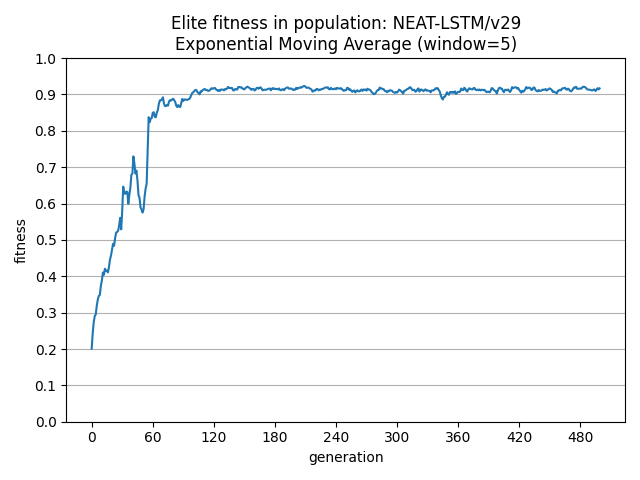 Elite fitness in population: NEAT-LSTM/v29
Exponential Moving Average (window=5)
1.0
0.9
0.8
0.7
0.6
0.5
0.4
0.3
0.2
0.1
0.0
fitness
0 60 120 180 240 300 360 420 480
generation